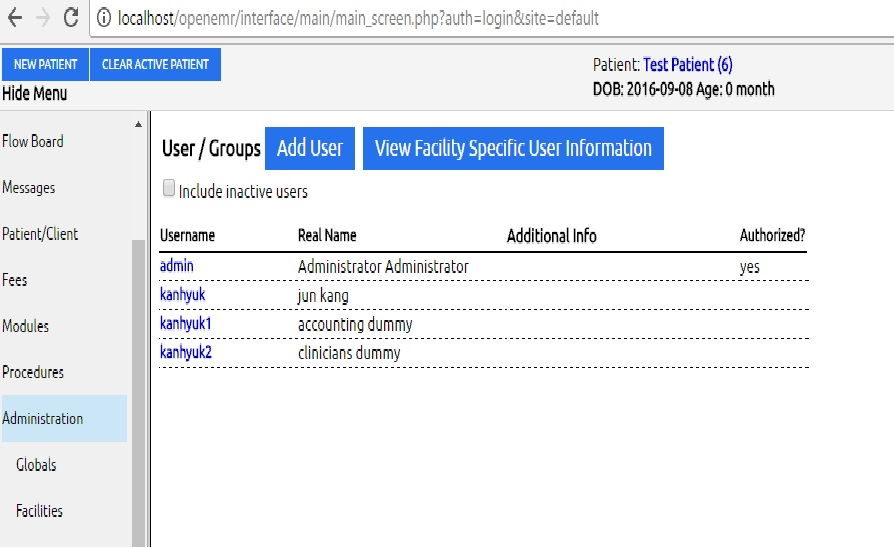 localhost/openemr/interface/main/main_screen.php?auth=login&site=default
NEW PATIENT CLEAR ACTIVE PATIENT
Patient: Test Patient (6)
Hide Menu
DOB: 2016-09-08 Age: 0 month
Flow Board
Messages
Patient/Client
Fees
Modules
Procedures
Administration
Globals
Facilities
User / Groups Add User View Facility Specific User Information
Include inactive users
Username Real Name Additional Info Authorized?
admin Administrator Administrator yes
kanhyuk jun kang
kanhyuk1 accounting dummy
kanhyuk2 clinicians dummy